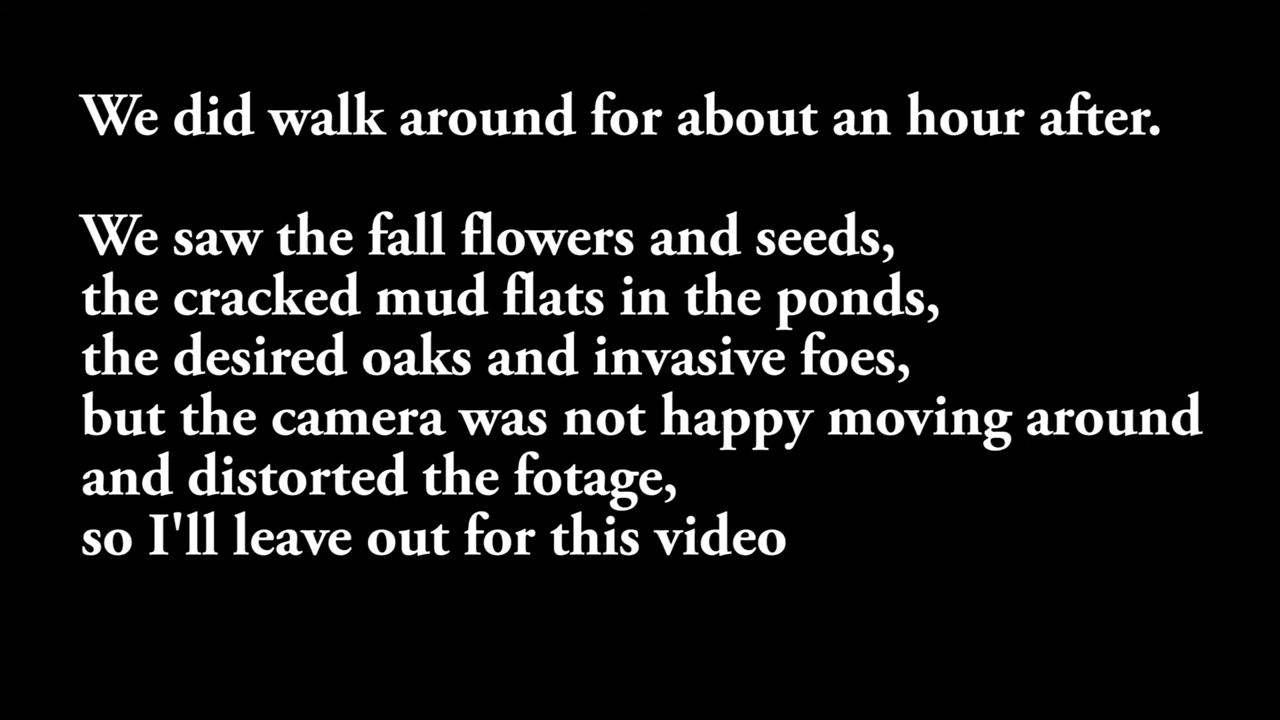 We did walk around for about an hour after.
We saw the fall flowers and seeds,
the cracked mud flats in the ponds,
the desired oaks and invasive foes,
but the camera was not happy moving around
and distorted the fotage,
so I'll leave out for this video